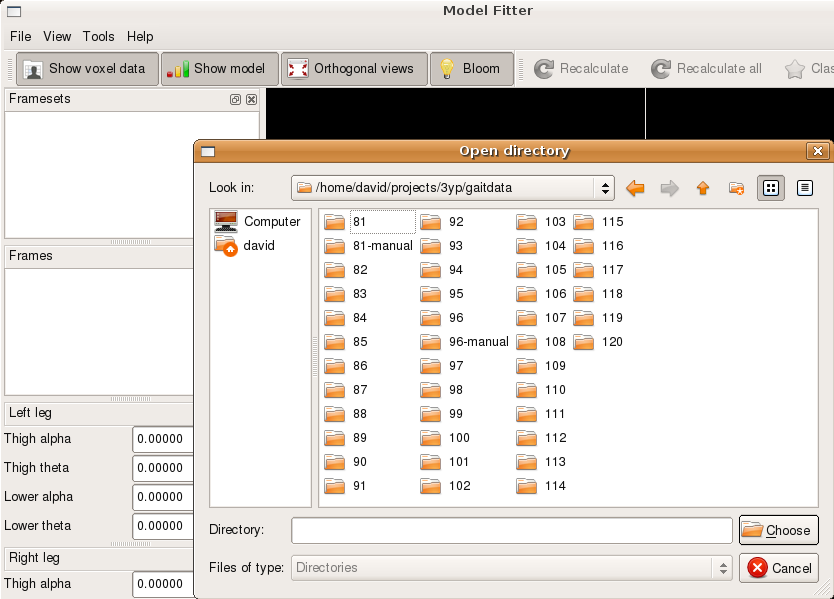 Model Fitter
File View Tools Help
Show voxel data Show model Orthogonal views Bloom Recalculate Recalculate all Clas
Framesets
Open directory
Look in: /home/david/projects/3yp/gaitdata
Computer
david
81 92 103 115
81-manual 93 104 116
82 94 105 117
83 95 106 118
84 96 107 119
85 96-manual 108 120
86 97 109
87 98 110
88 99 111
89 100 112
90 101 113
91 102 114
Directory: Choose
Files of type: Directories Cancel
Frames
Left leg
Thigh alpha 0.00000
Thigh theta 0.00000
Lower alpha 0.00000
Lower theta 0.00000
Right leg
Thigh alpha 0.00000